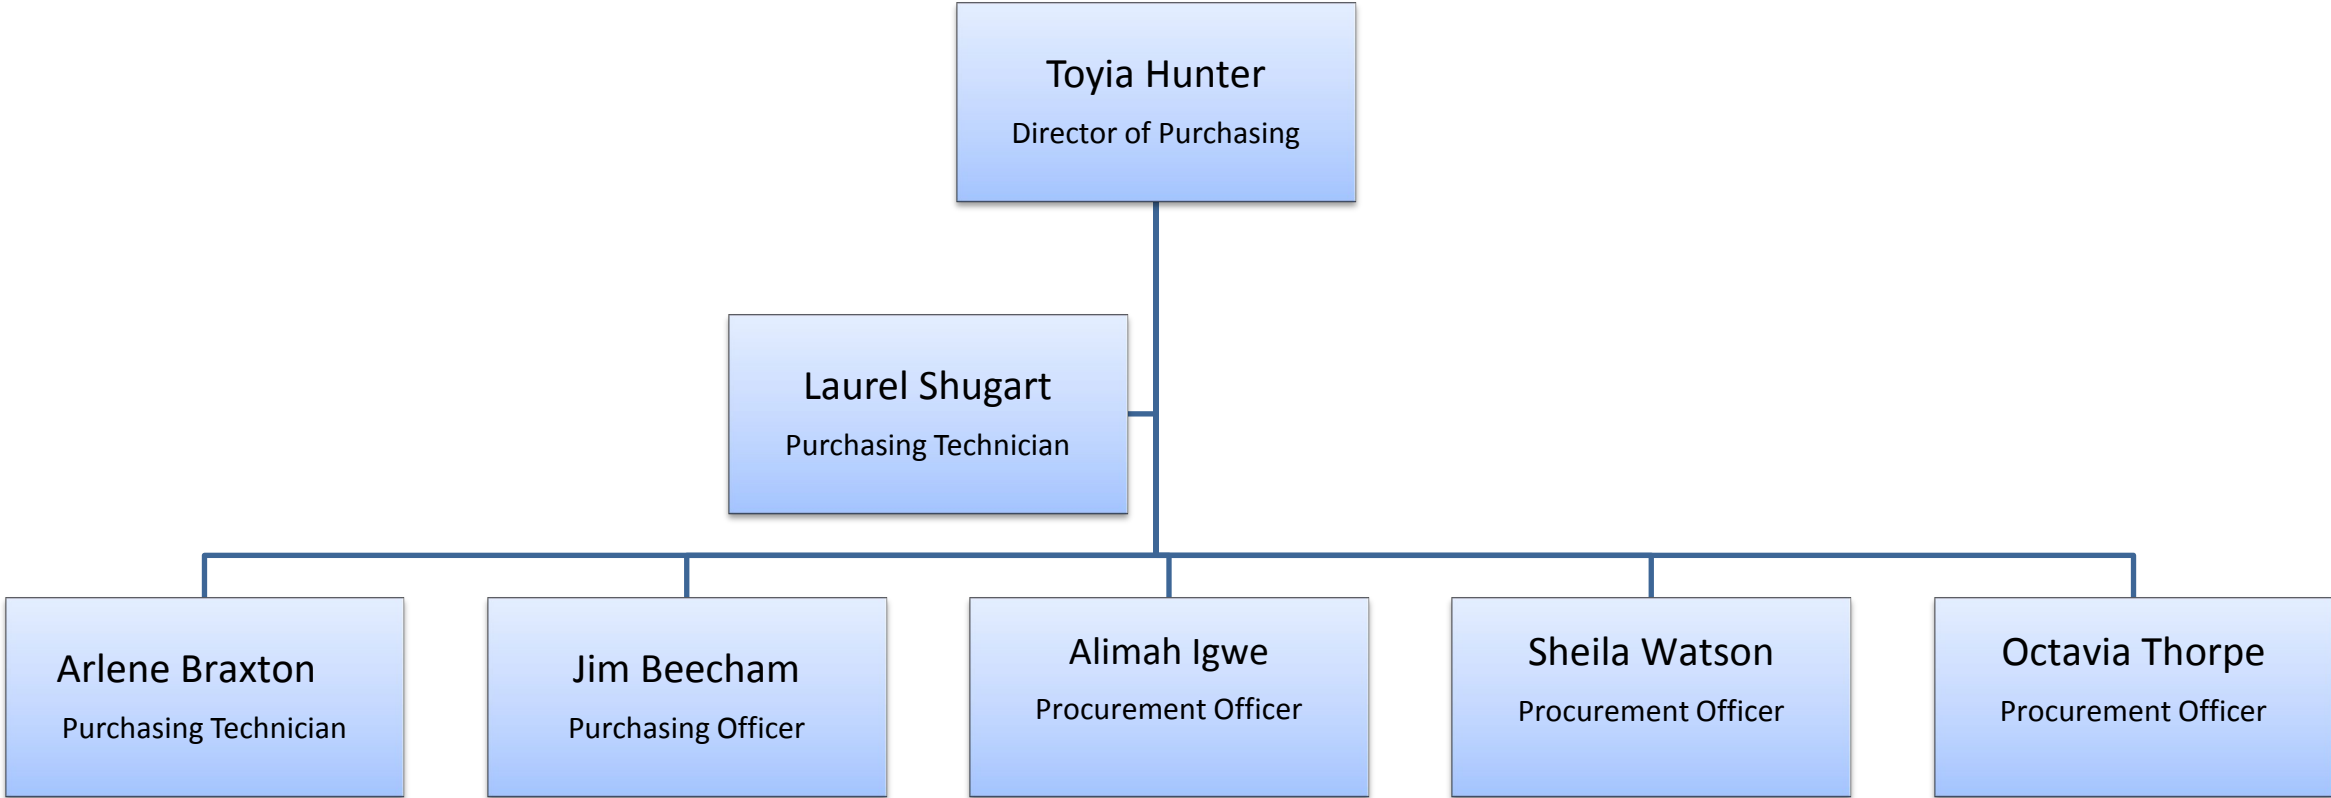 Toyia Hunter
Director of Purchasing
Laurel Shugart
Purchasing Technician
Arlene Braxton
Purchasing Technician
Jim Beecham
Purchasing Officer
Alimah Igwe
Procurement Officer
Sheila Watson
Procurement Officer
Octavia Thorpe
Procurement Officer